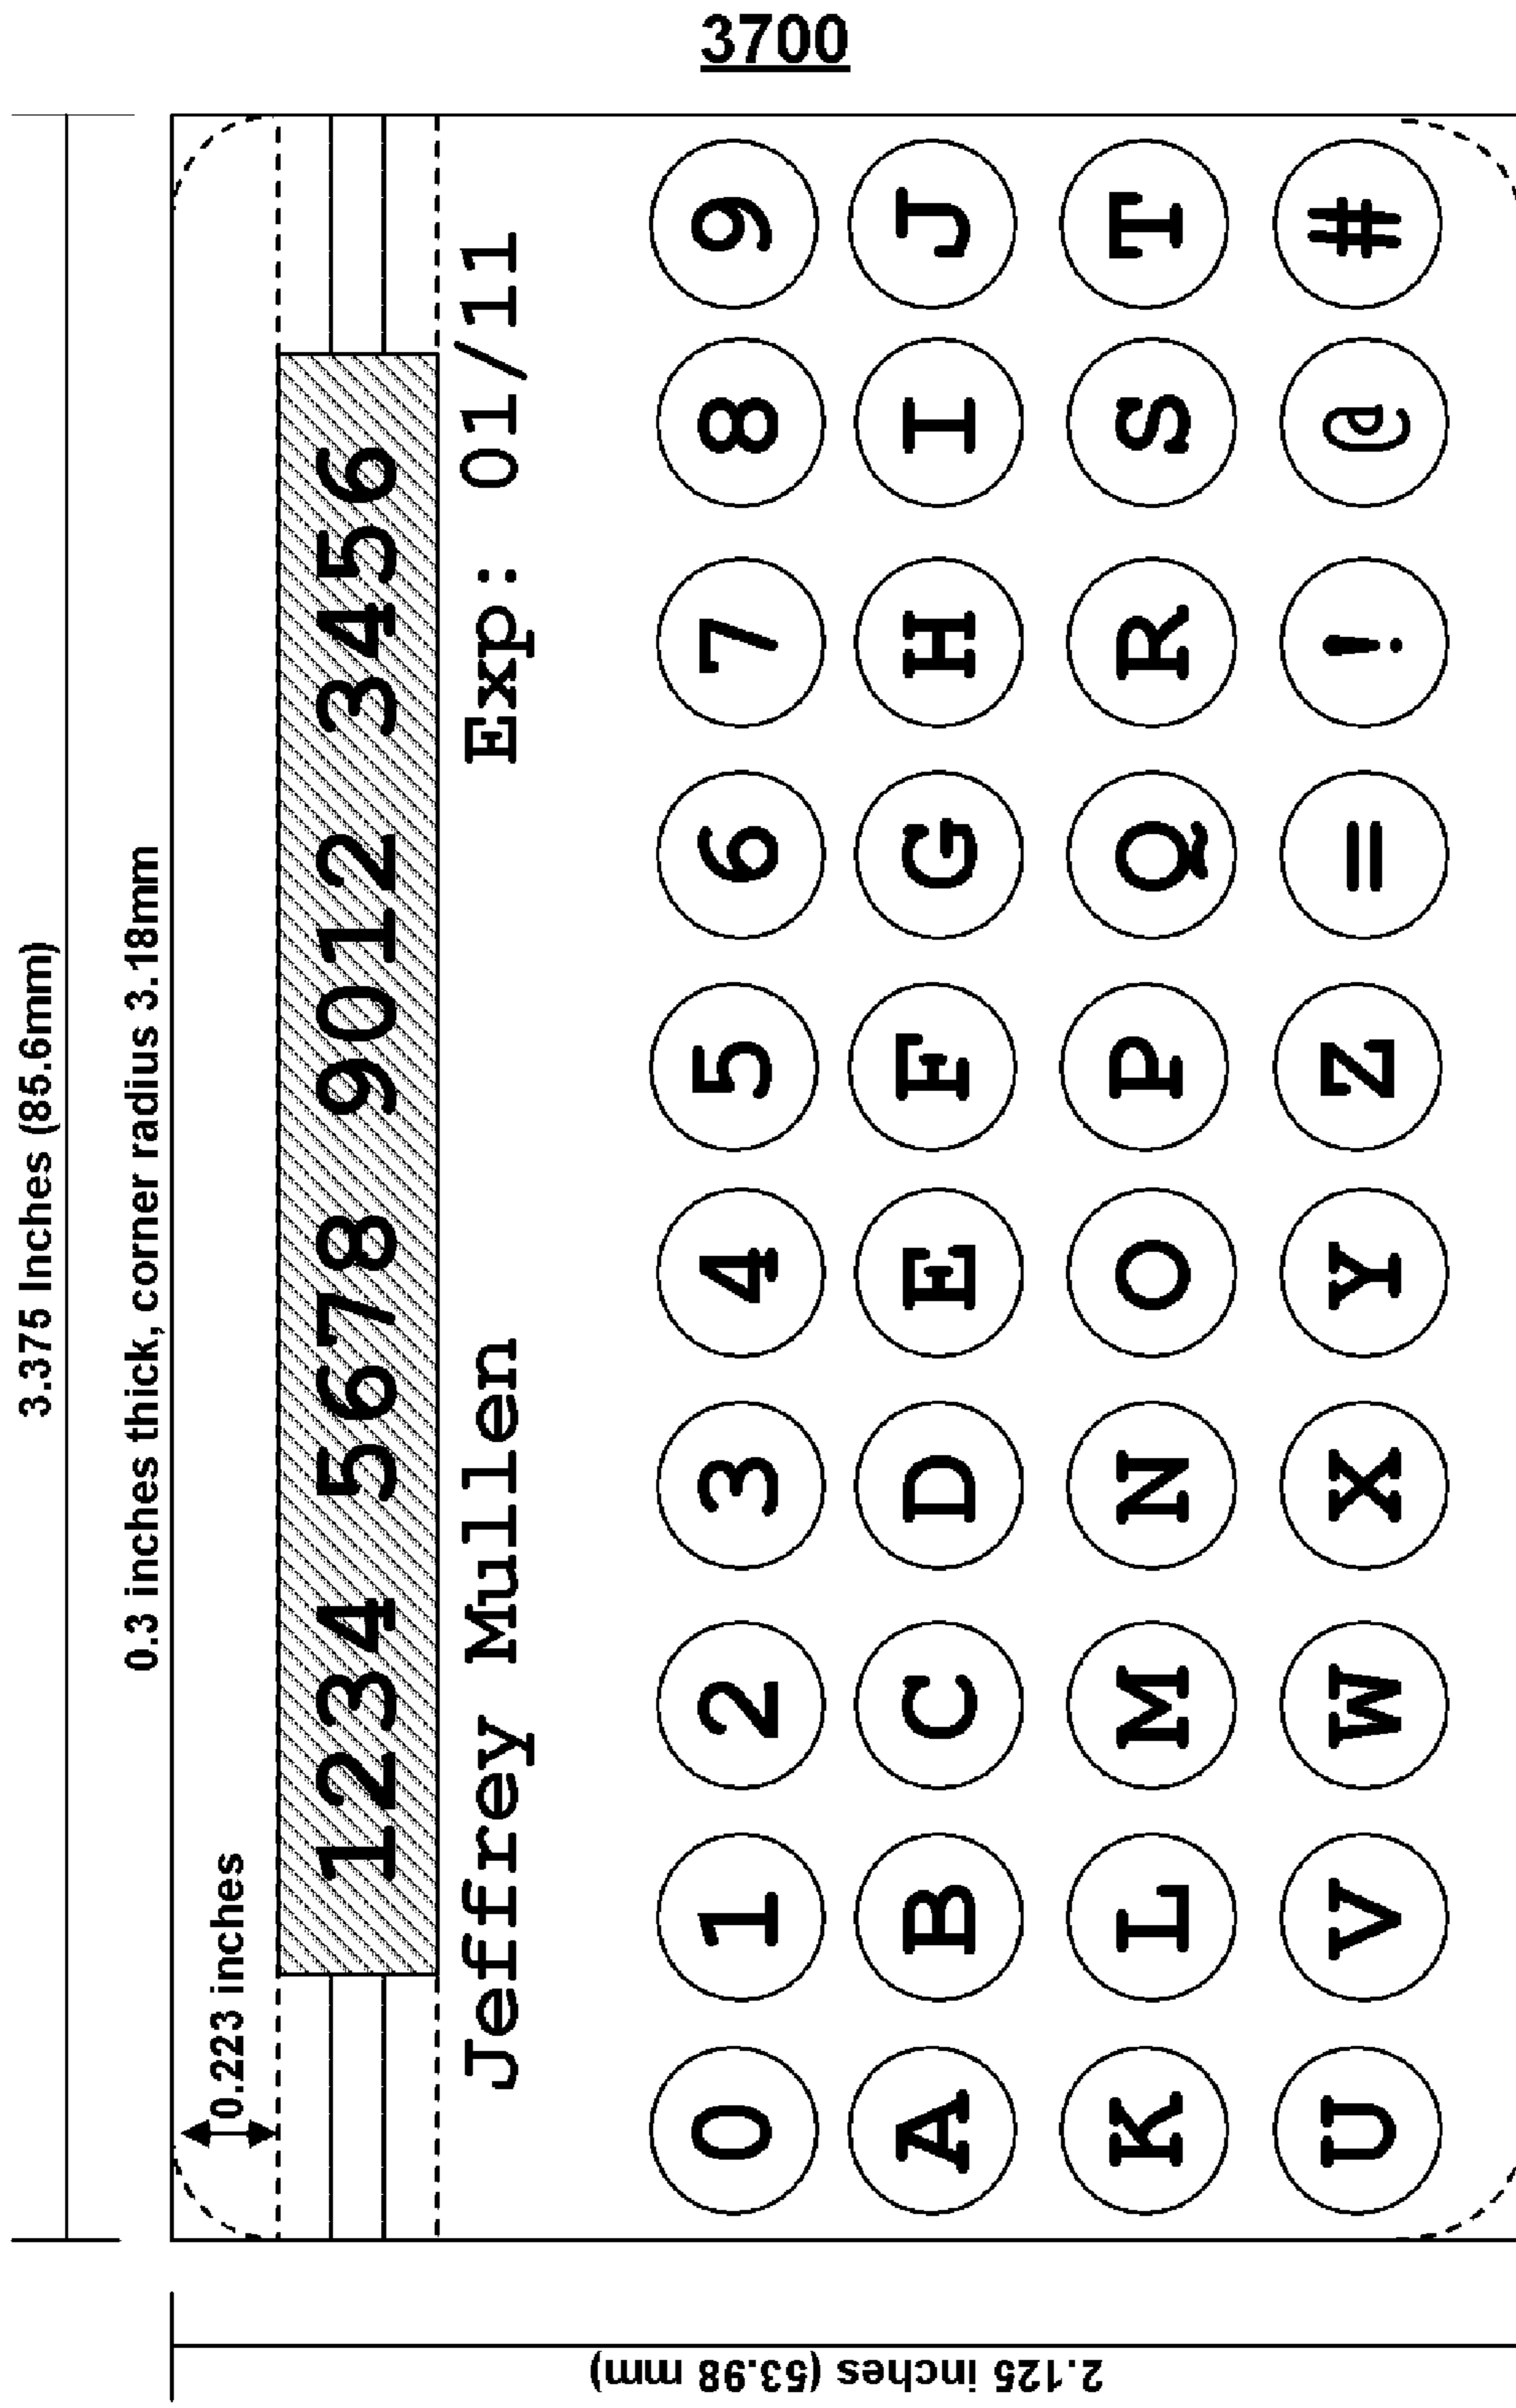 3700
3.375 Inches (85.6mm)
0.3 inches thick, corner radius 3.18mm
0.223 inches
1234 5678 9012 3456
Jeffrey Mullen Exp: 01/11
0 1 2 3 4 5 6 7 8 9
A B C D E F G H I J
K L M N O P Q R S T
U V W X Y Z = ! @ #
2.125 inches (53.98 mm)